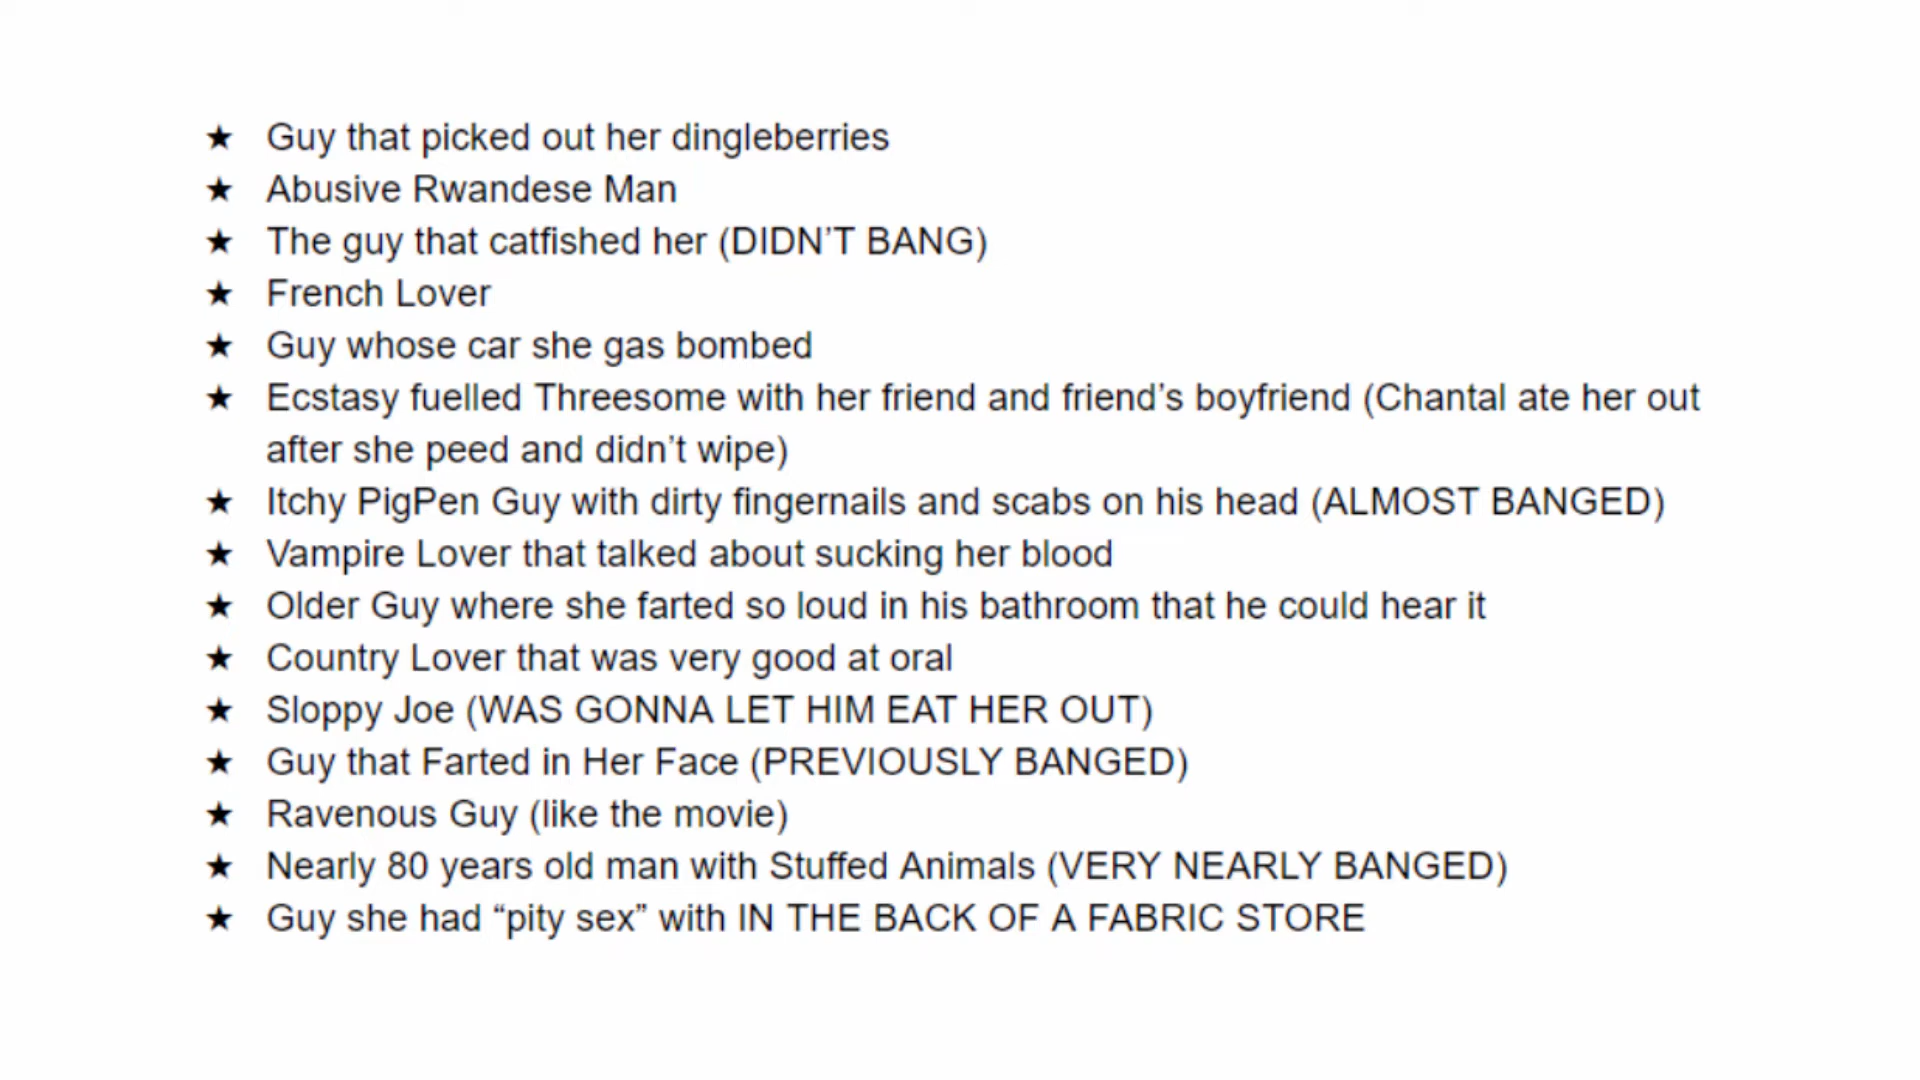 ★ Guy that picked out her dingleberries
★ Abusive Rwandese Man
★ The guy that catfished her (DIDN’T BANG)
★ French Lover
★ Guy whose car she gas bombed
★ Ecstasy fuelled Threesome with her friend and friend’s boyfriend (Chantal ate her out
after she peed and didn’t wipe)
★ Itchy PigPen Guy with dirty fingernails and scabs on his head (ALMOST BANGED)
★ Vampire Lover that talked about sucking her blood
★ Older Guy where she farted so loud in his bathroom that he could hear it
★ Country Lover that was very good at oral
★ Sloppy Joe (WAS GONNA LET HIM EAT HER OUT)
★ Guy that Farted in Her Face (PREVIOUSLY BANGED)
★ Ravenous Guy (like the movie)
★ Nearly 80 years old man with Stuffed Animals (VERY NEARLY BANGED)
★ Guy she had “pity sex” with IN THE BACK OF A FABRIC STORE